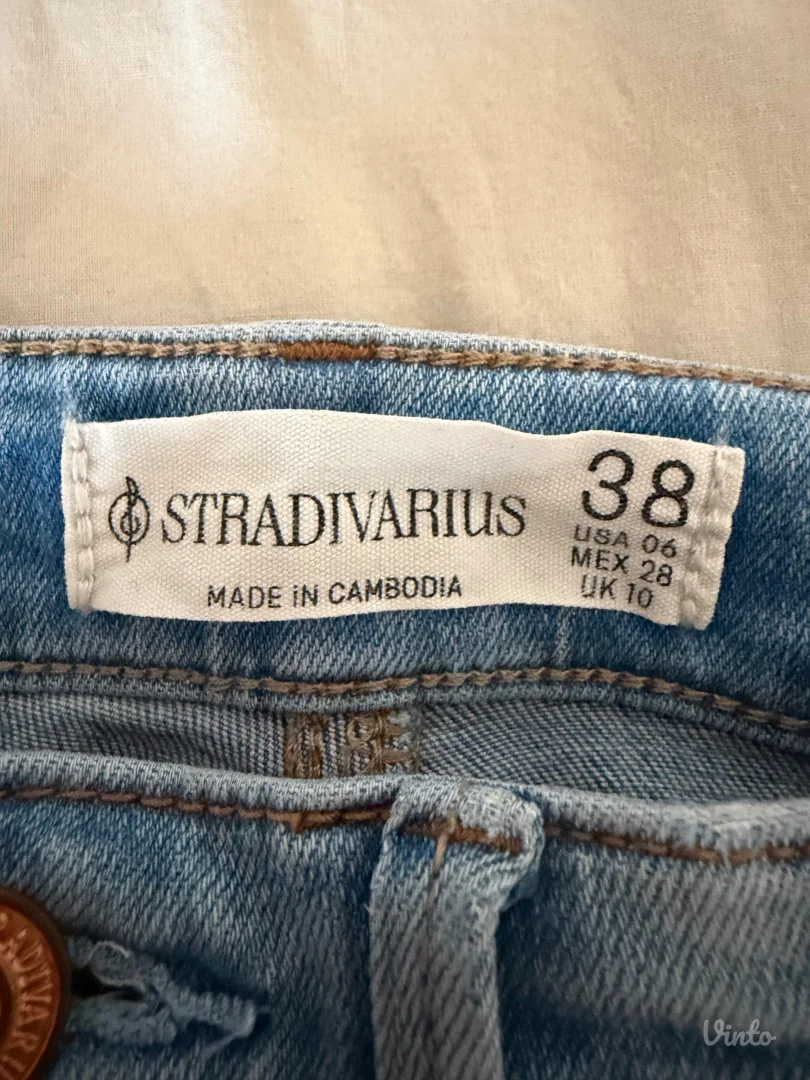 STRADIVARIUS
MADE IN CAMBODIA
38
USA 06
MEX 28
UK 10
Vinto